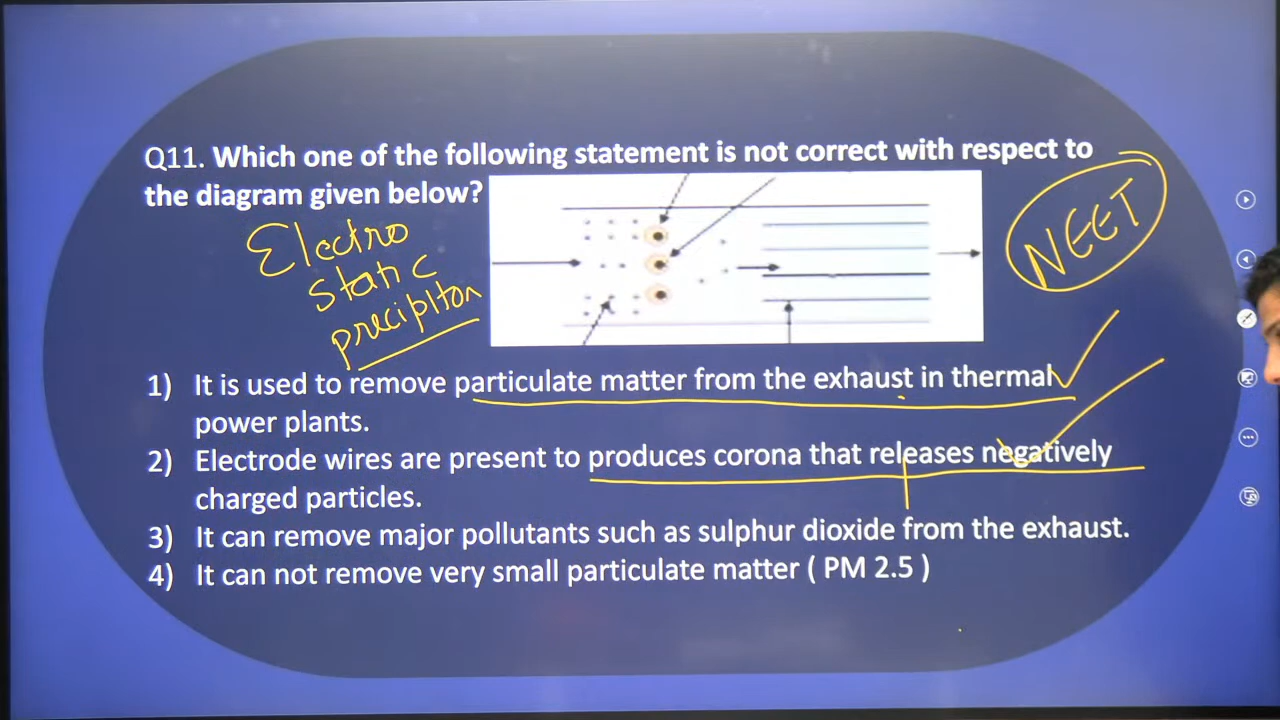 Q11. Which one of the following statement is not correct with respect to
the diagram given below?
Electro
static
precipiton
NEET
1) It is used to remove particulate matter from the exhaust in thermal
power plants.
2) Electrode wires are present to produces corona that releases negatively
charged particles.
3) It can remove major pollutants such as sulphur dioxide from the exhaust.
4) It can not remove very small particulate matter ( PM 2.5 )